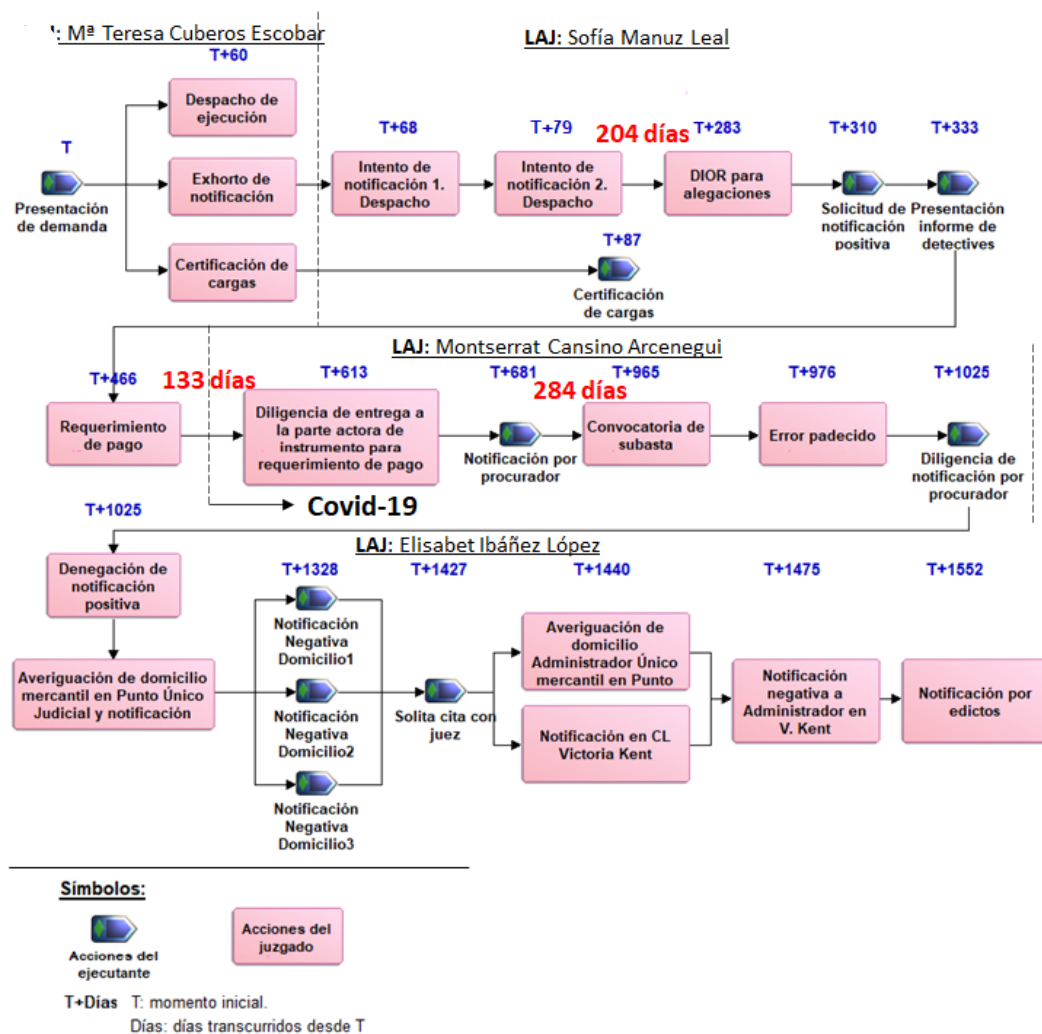 : Mª Teresa Cuberos Escobar
LAJ: Sofía Manuz Leal
T+60
Despacho de
ejecución
T
T+68
T+79
204 días
T+283
T+310
T+333
Presentación
de demanda
Exhorto de
notificación
Intento de
notificación 1.
Despacho
Intento de
notificación 2.
Despacho
DIOR para
alegaciones
Solicitud de
notificación
positiva
Presentación
informe de
detectives
Certificación de
cargas
T+87
Certificación
de cargas
LAJ: Montserrat Cansino Arcenegui
T+466
133 días
T+613
T+681
284 días
T+965
T+976
T+1025
Requerimiento
de pago
Diligencia de entrega a
la parte actora de
instrumento para
requerimiento de pago
Notificación por
procurador
Convocatoria de
subasta
Error padecido
Diligencia de
notificación por
procurador
Covid-19
T+1025
LAJ: Elisabet Ibáñez López
Denegación de
notificación
positiva
T+1328
T+1427
T+1440
T+1475
T+1552
Notificación
Negativa
Domicilio1
Averiguación de
domicilio
Administrador Único
mercantil en Punto
Averiguación de domicilio
mercantil en Punto Único
Judicial y notificación
Notificación
Negativa
Domicilio2
Solita cita con
juez
Notificación en CL
Victoria Kent
Notificación
negativa a
Administrador en
V. Kent
Notificación por
edictos
Notificación
Negativa
Domicilio3
Símbolos:
Acciones del
ejecutante
Acciones del
juzgado
T+Días T: momento inicial.
Días: días transcurridos desde T